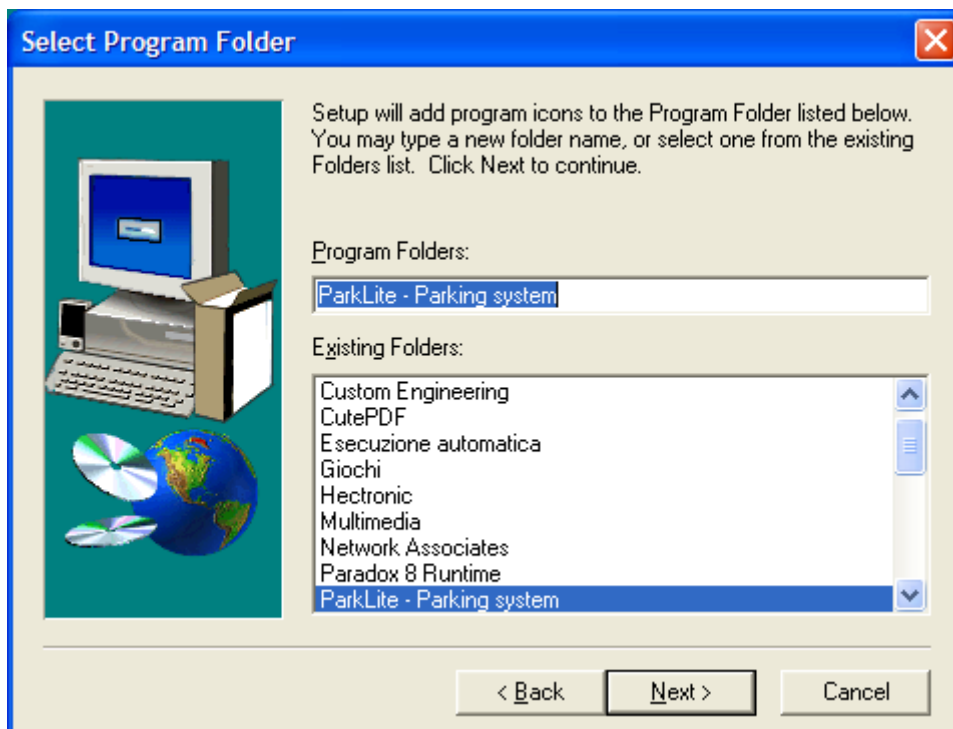 Select Program Folder
Setup will add program icons to the Program Folder listed below.
You may type a new folder name, or select one from the existing
Folders list. Click Next to continue.
Program Folders:
ParkLite - Parking system
Existing Folders:
Custom Engineering
CutePDF
Esecuzione automatica
Giochi
Hectronic
Multimedia
Network Associates
Paradox 8 Runtime
ParkLite - Parking system
< Back
Next >
Cancel